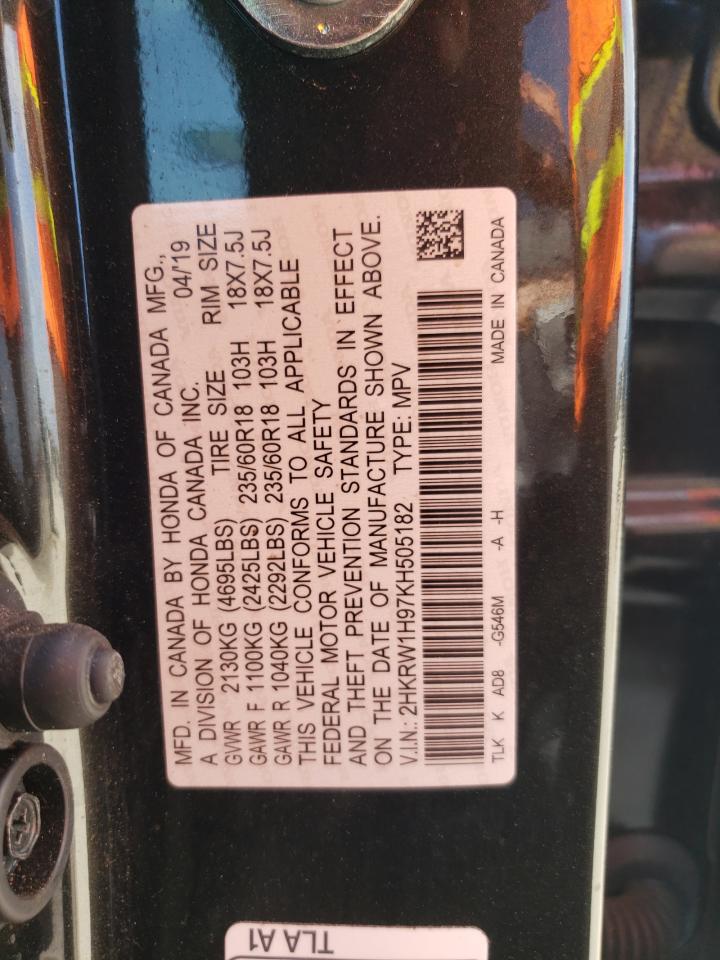 MFD. IN CANADA BY HONDA OF CANADA MFG.,
A DIVISION OF HONDA CANADA INC. 04/'19
GVWR 2130KG (4695LBS) TIRE SIZE RIM SIZE
GAWR F 1100KG (2425LBS) 235/60R18 103H 18X7.5J
GAWR R 1040KG (2292LBS) 235/60R18 103H 18X7.5J
THIS VEHICLE CONFORMS TO ALL APPLICABLE
FEDERAL MOTOR VEHICLE SAFETY
AND THEFT PREVENTION STANDARDS IN EFFECT
ON THE DATE OF MANUFACTURE SHOWN ABOVE.
V.I.N.: 2HKRW1H97KH505182 TYPE: MPV
TLK K AD8 -G546M -A -H MADE IN CANADA
TLA A1